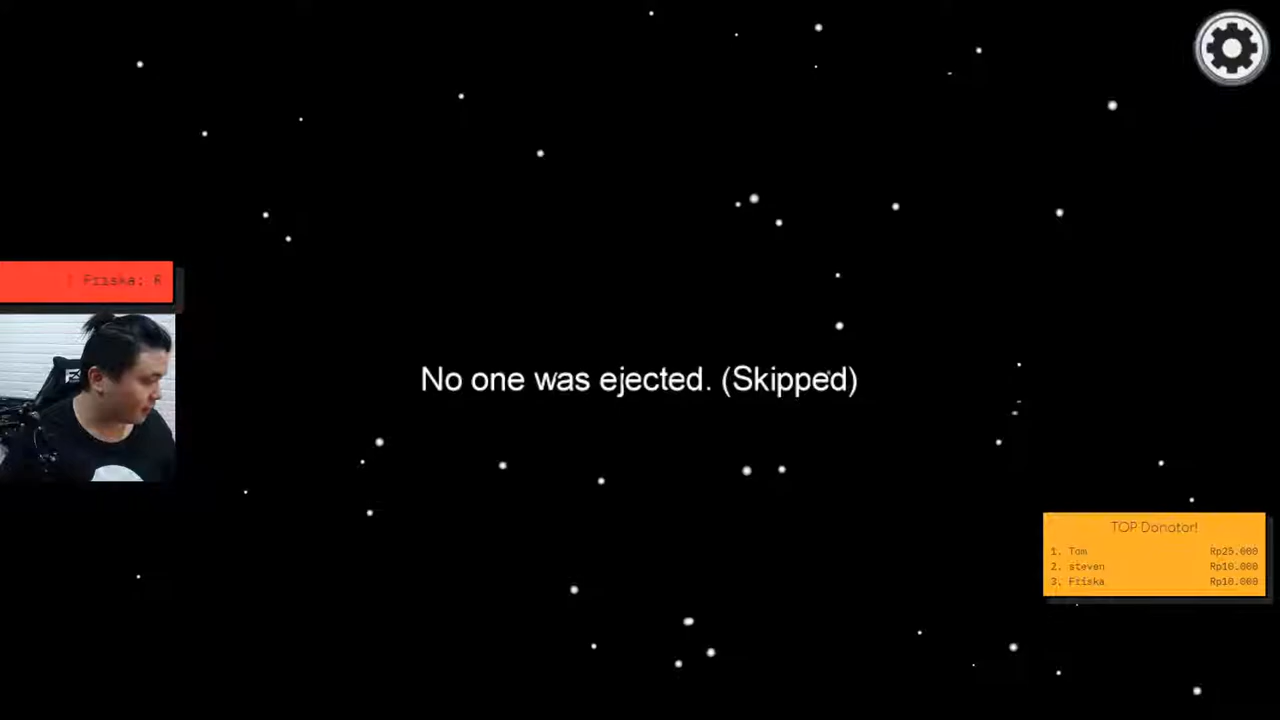 Friska: R
No one was ejected. (Skipped)
TOP Donator!
1. Tom Rp25.000
2. steven Rp10.000
3. Friska Rp10.000